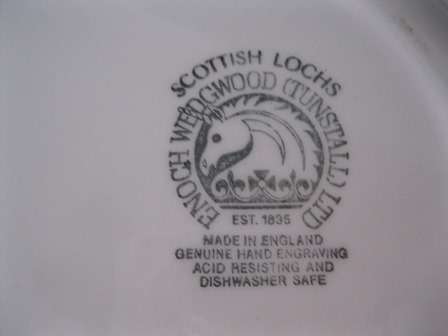 SCOTTISH LOCHS
ENOCH WEDGWOOD (TUNSTALL) LTD
EST. 1835
MADE IN ENGLAND
GENUINE HAND ENGRAVING
ACID RESISTING AND
DISHWASHER SAFE